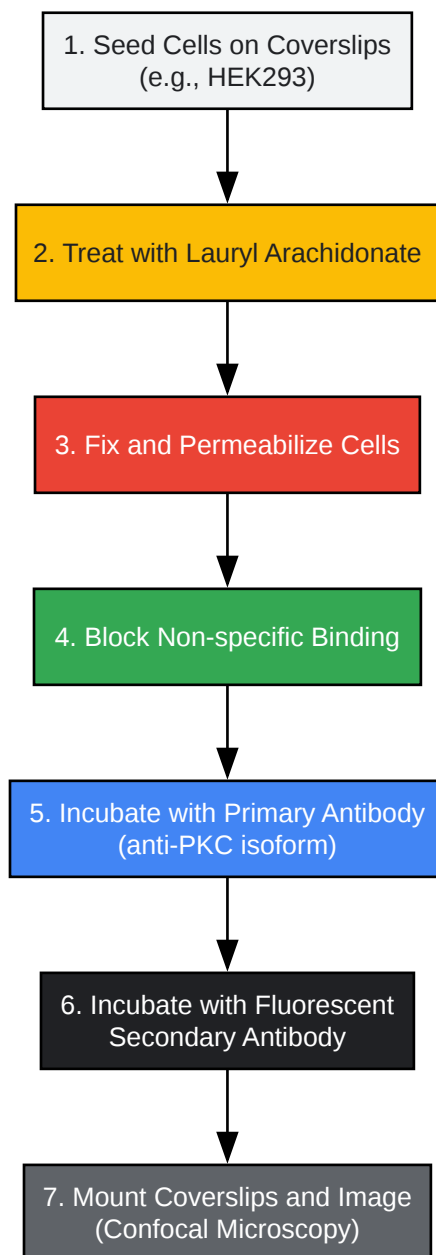 1. Seed Cells on Coverslips
(e.g., HEK293)
2. Treat with Lauryl Arachidonate
3. Fix and Permeabilize Cells
4. Block Non-specific Binding
5. Incubate with Primary Antibody
(anti-PKC isoform)
6. Incubate with Fluorescent
Secondary Antibody
7. Mount Coverslips and Image
(Confocal Microscopy)